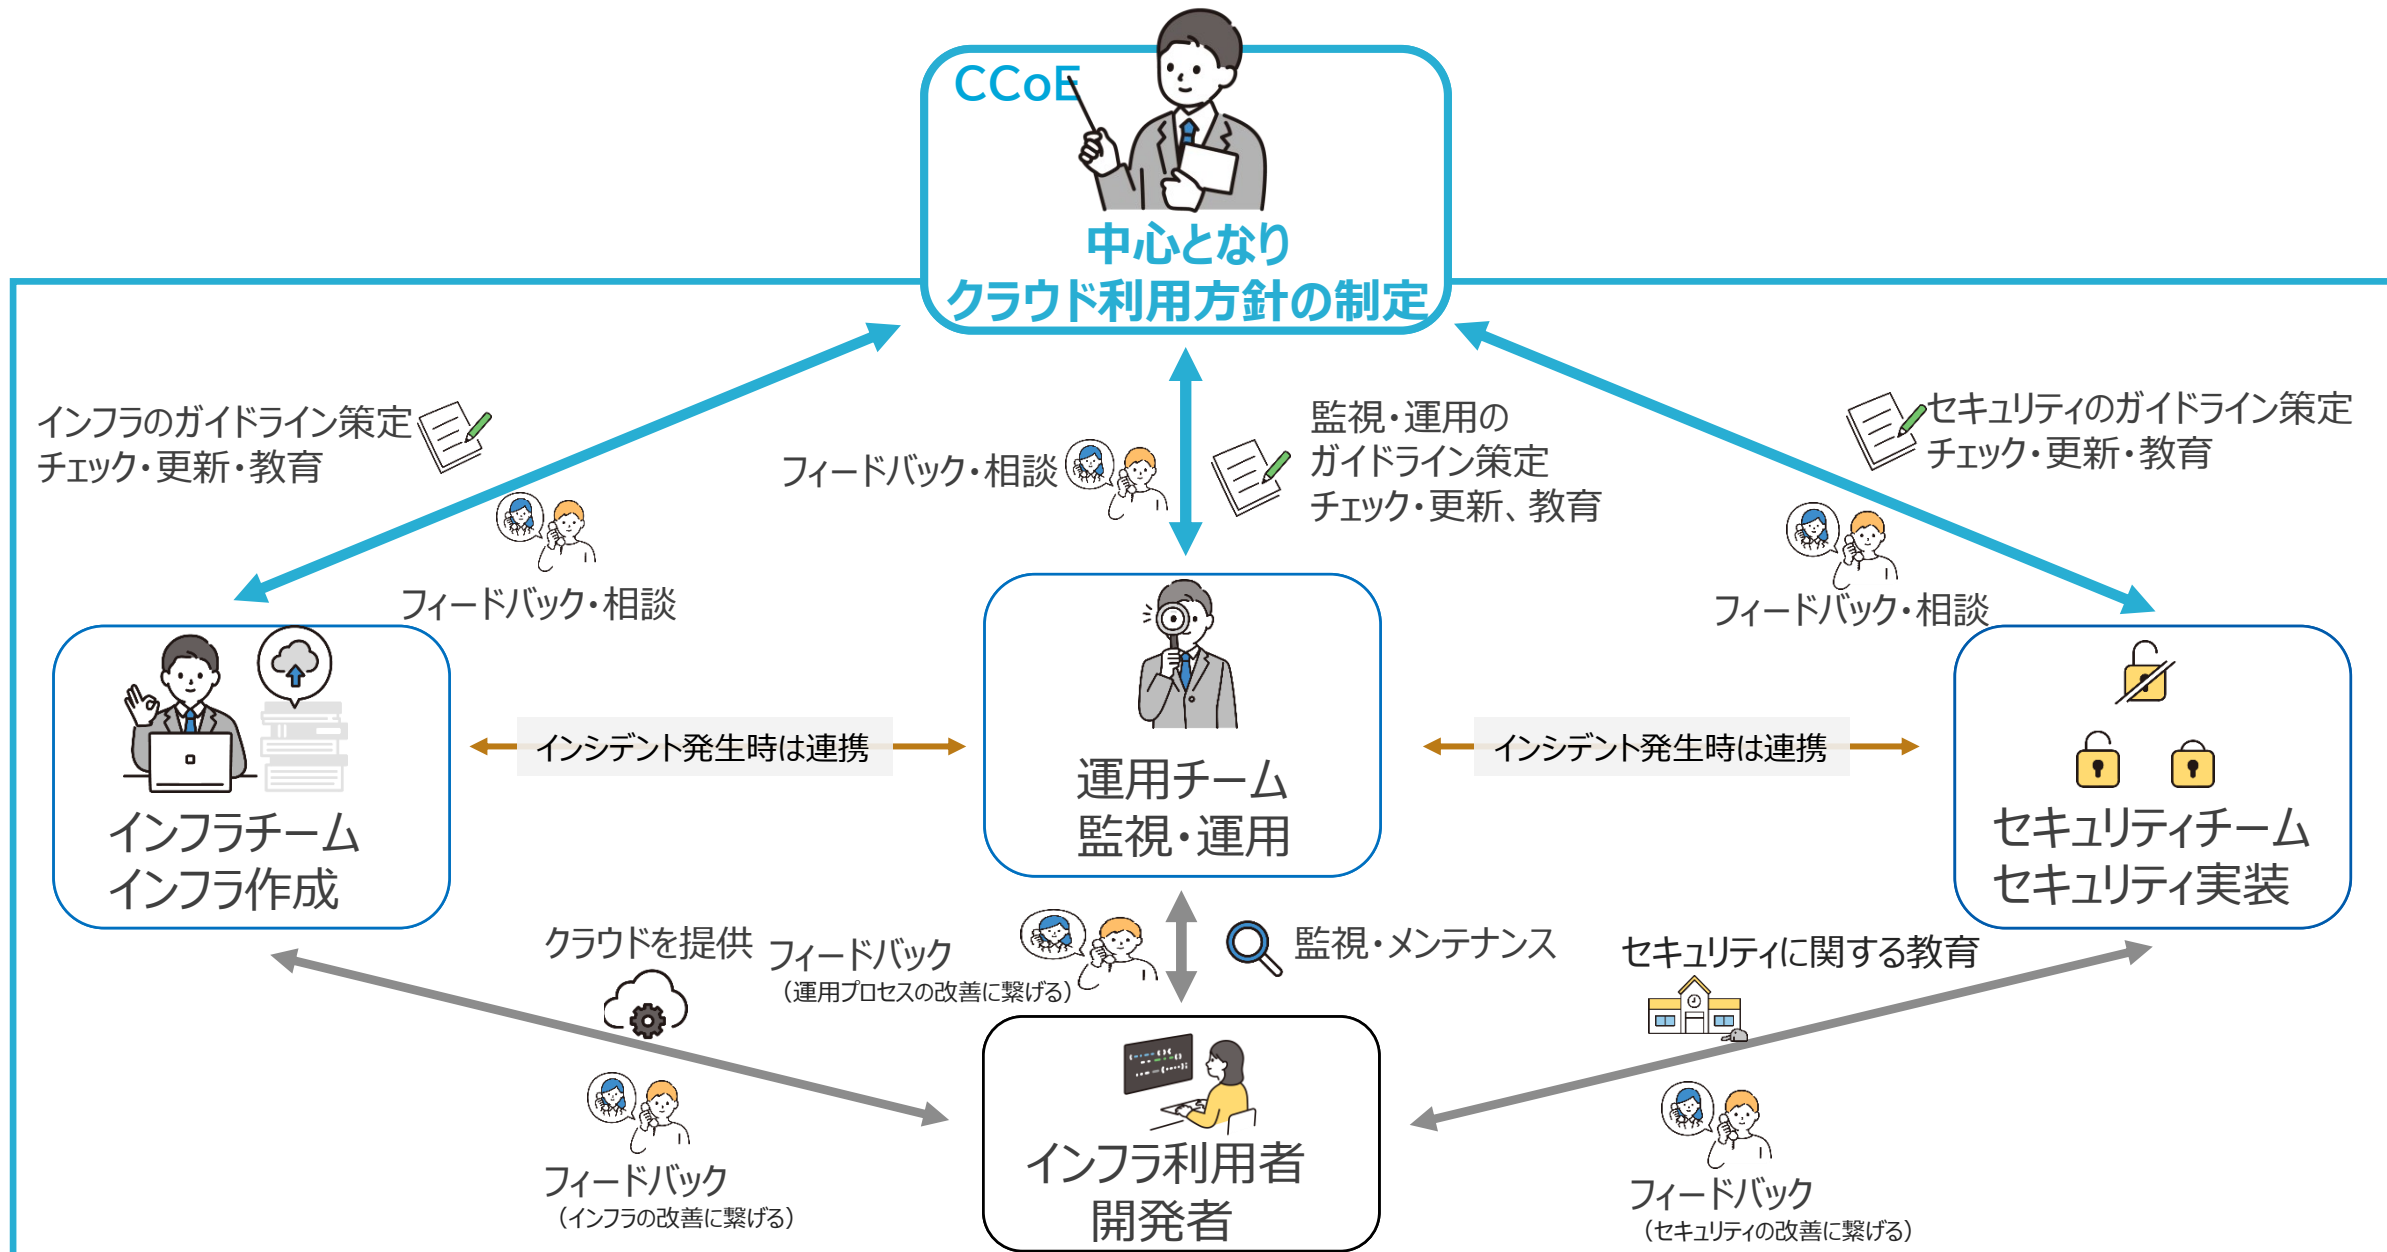 CCoE
中心となり
クラウド利用方針の制定
インフラのガイドライン策定
チェック・更新・教育
フィードバック・相談
フィードバック・相談
監視・運用の
ガイドライン策定
チェック・更新、教育
セキュリティのガイドライン策定
チェック・更新・教育
フィードバック・相談
インフラチーム
インフラ作成
インシデント発生時は連携
運用チーム
監視・運用
インシデント発生時は連携
セキュリティチーム
セキュリティ実装
クラウドを提供
フィードバック
（運用プロセスの改善に繋げる）
監視・メンテナンス
セキュリティに関する教育
フィードバック
（インフラの改善に繋げる）
インフラ利用者
開発者
フィードバック
（セキュリティの改善に繋げる）